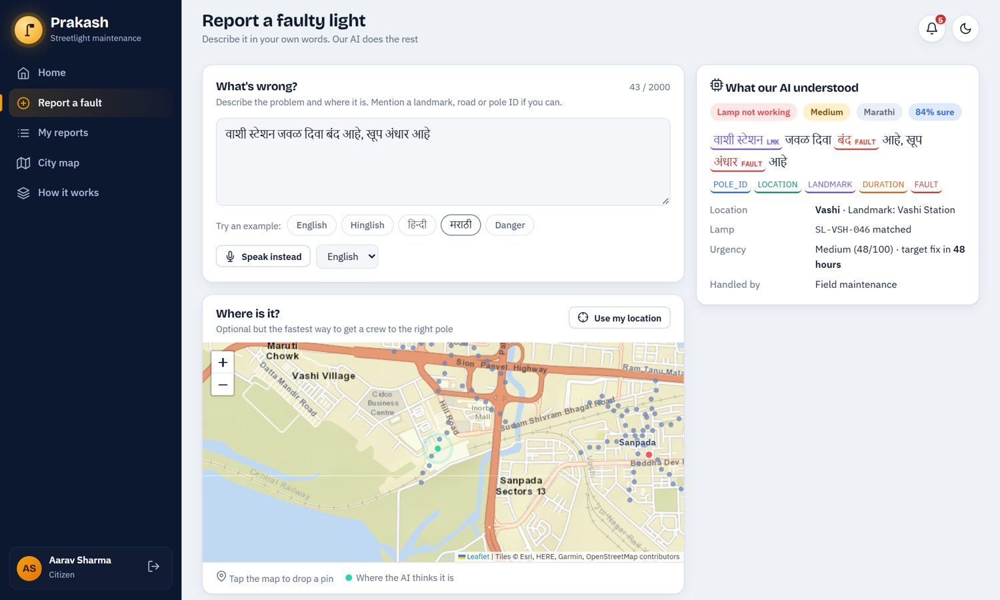 Prakash
Streetlight maintenance
Home
Report a fault
My reports
City map
How it works
AS
Aarav Sharma
Citizen
Report a faulty light
Describe it in your own words. Our AI does the rest
5
What's wrong?
43 / 2000
Describe the problem and where it is. Mention a landmark, road or pole ID if you can.
वाशी स्टेशन जवळ दिवा बंद आहे, खूप अंधार आहे
Try an example:
English
Hinglish
हिन्दी
मराठी
Danger
Speak instead
English
Where is it?
Optional but the fastest way to get a crew to the right pole
Use my location
+
−
Maruti
Chowk
Vashi Village
Datta Mandir Road
Cidco
Business
Centre
Sion Panvel Highway
Hill Road
Mall
Sudam Shivram Bhagat Road
Sanpada
Sanpada
Sectors 13
Central Railway
Vashi
Leaflet | Tiles © Esri, HERE, Garmin, OpenStreetMap contributors
Tap the map to drop a pin
Where the AI thinks it is
What our AI understood
Lamp not working
Medium
Marathi
84% sure
वाशी स्टेशन LMK जवळ दिवा बंद FAULT आहे, खूप
अंधार FAULT आहे
POLE_ID LOCATION LANDMARK DURATION FAULT
Location Vashi · Landmark: Vashi Station
Lamp SL-VSH-046 matched
Urgency Medium (48/100) · target fix in 48
hours
Handled by Field maintenance